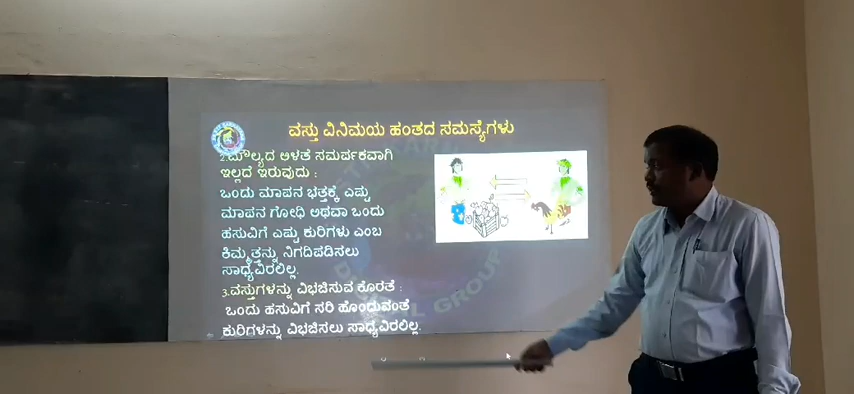 ವಸ್ತು ವಿನಿಮಯ ಹಂತದ ಸಮಸ್ಯೆಗಳು
2.ಮೌಲ್ಯದ ಅಳತೆ ಸಮರ್ಪಕವಾಗಿ
ಇಲ್ಲದೆ ಇರುವುದು :
ಒಂದು ಮಾಪನ ಭತ್ತಕ್ಕೆ ಎಷ್ಟು
ಮಾಪನ ಗೋಧಿ ಅಥವಾ ಒಂದು
ಹಸುವಿಗೆ ಎಷ್ಟು ಕುರಿಗಳು ಎಂಬ
ಕಿಮ್ಮತ್ತನ್ನು ನಿಗದಿಪಡಿಸಲು
ಸಾಧ್ಯವಿರಲಿಲ್ಲ.
3.ವಸ್ತುಗಳನ್ನು ವಿಭಜಿಸುವ ಕೊರತೆ :
ಒಂದು ಹಸುವಿಗೆ ಸರಿ ಹೊಂದುವಂತೆ
ಕುರಿಗಳನ್ನು ವಿಭಜಿಸಲು ಸಾಧ್ಯವಿರಲಿಲ್ಲ.